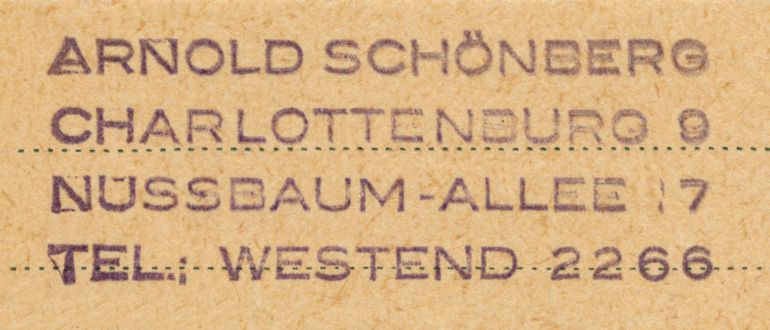 ARNOLD SCHÖNBERG
CHARLOTTENBURG 9
NUSSBAUM-ALLEE 17
TEL.: WESTEND 2266